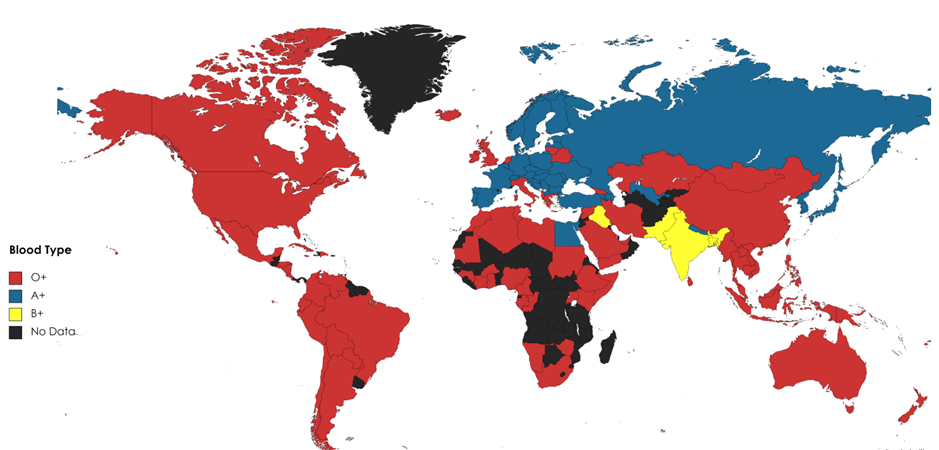 Blood Type
O+
A+
B+
No Data.